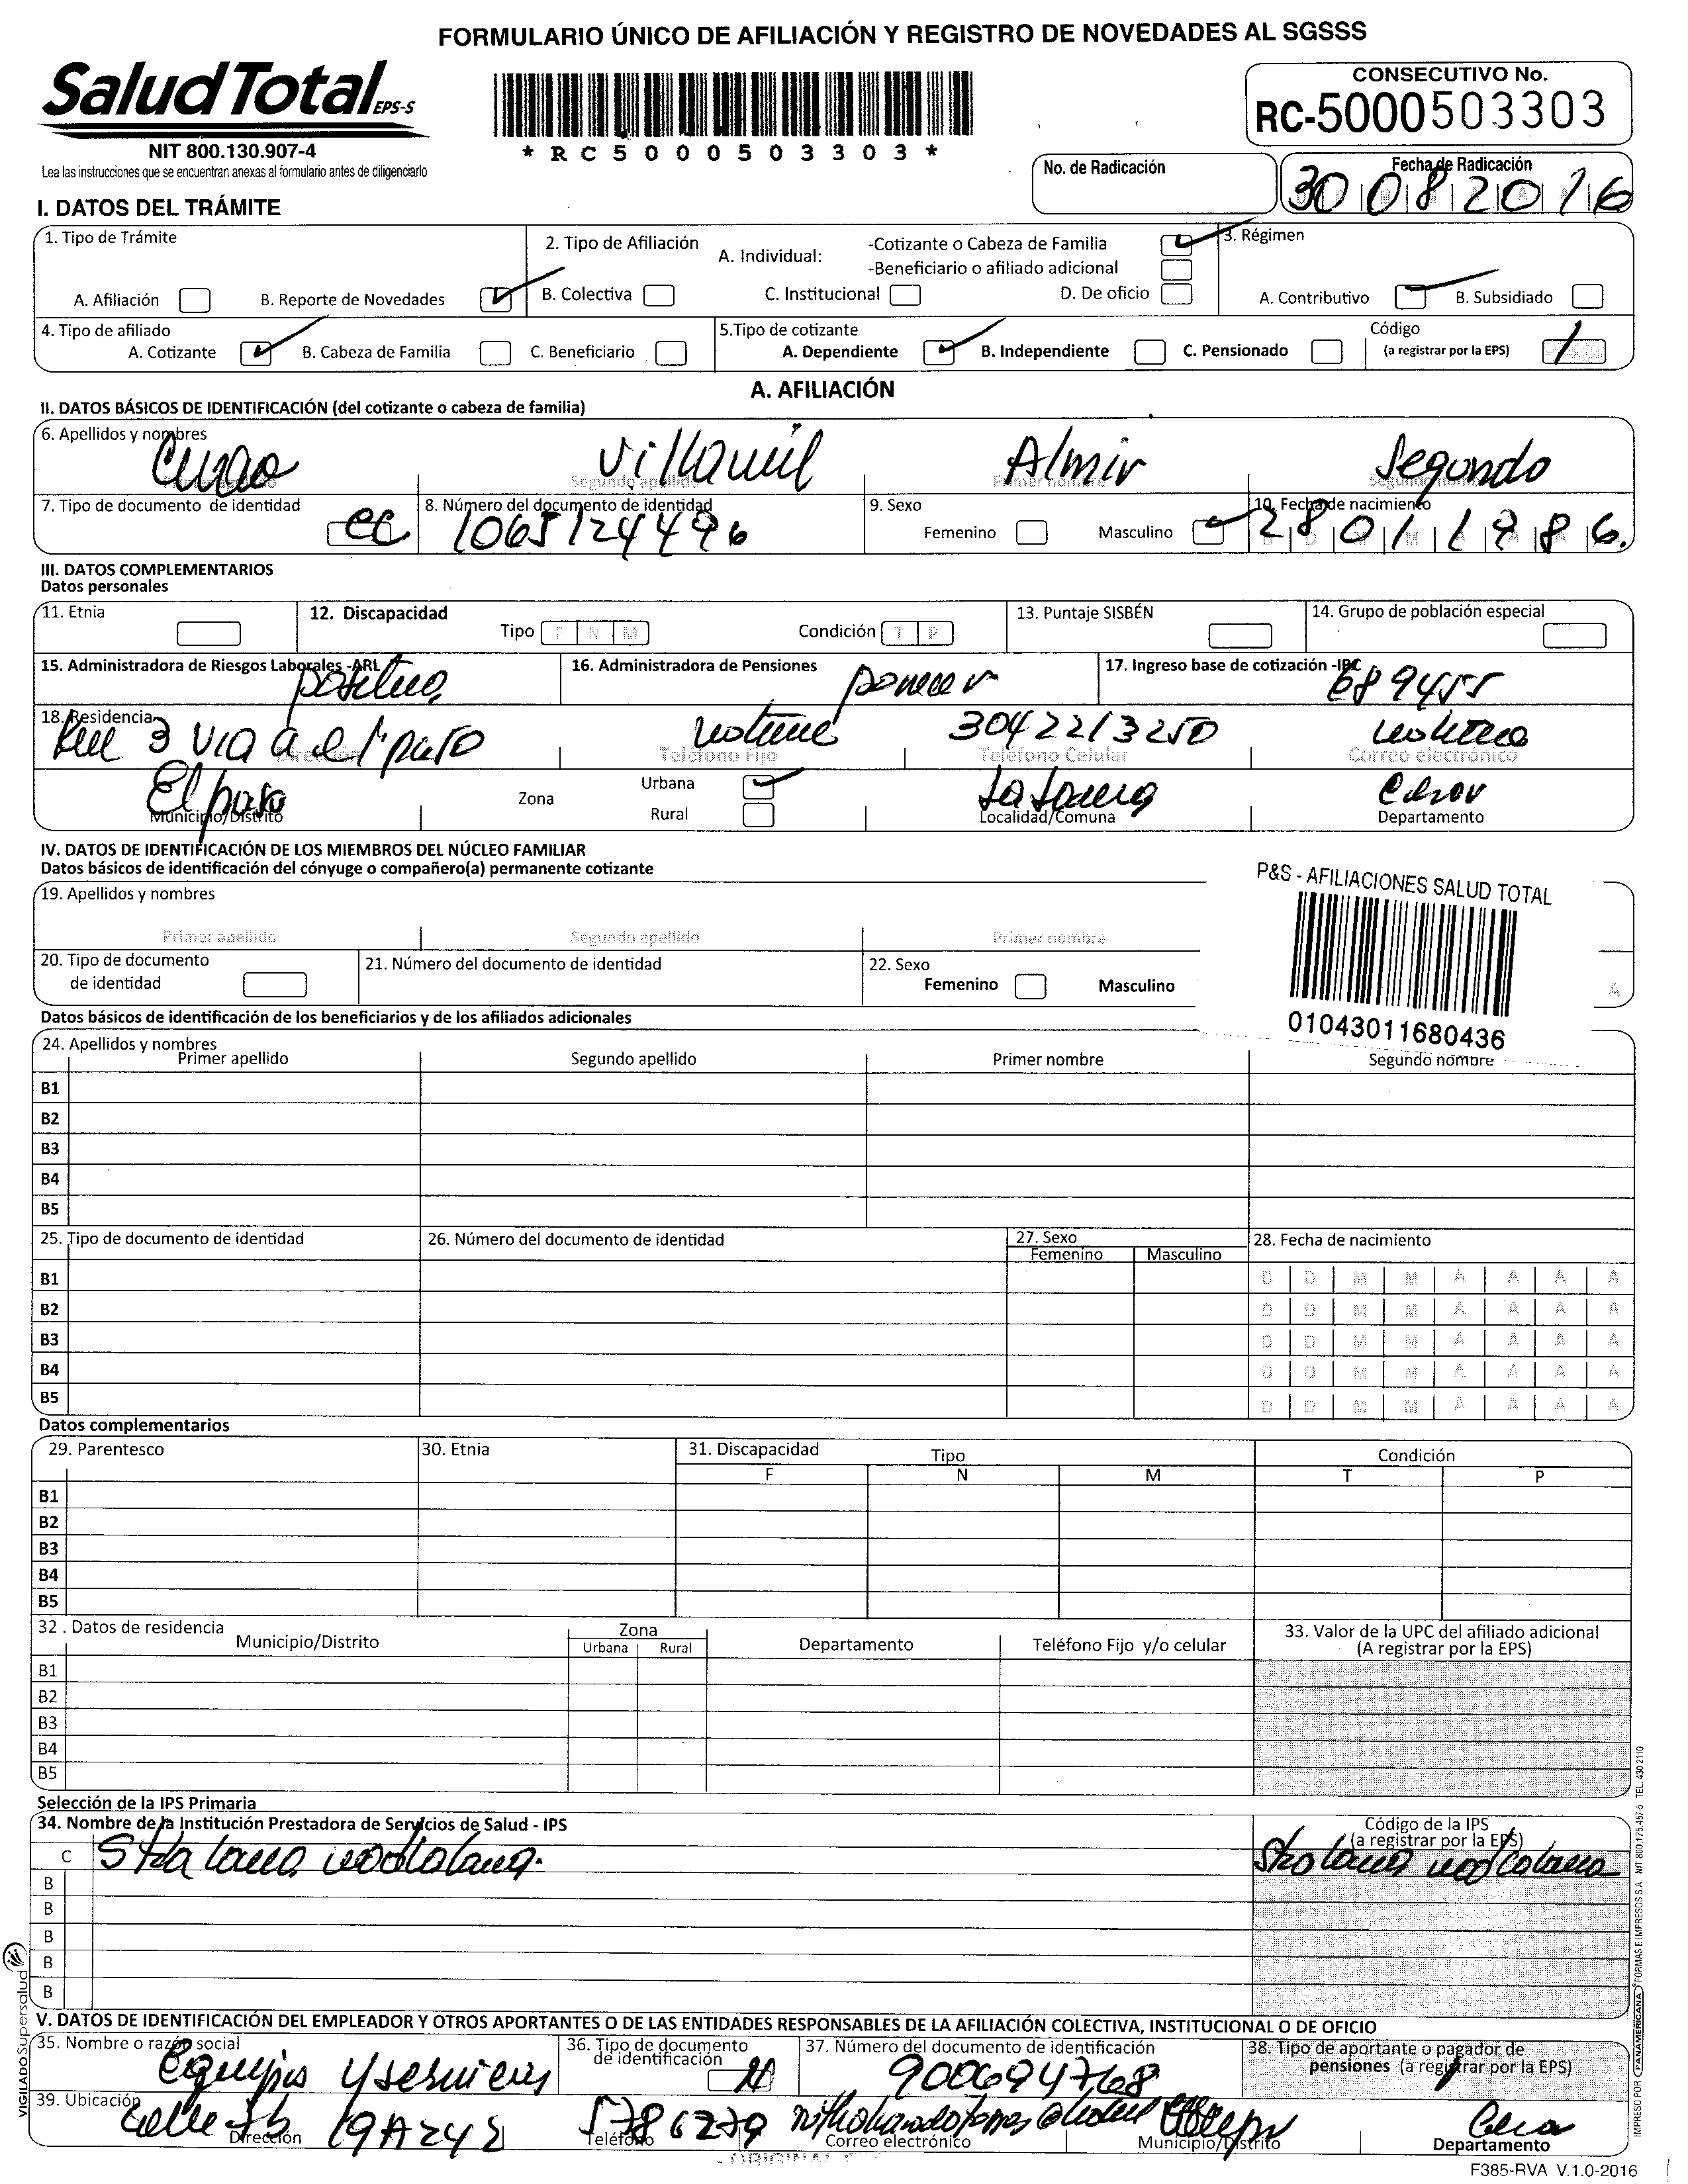 FORMULARIO ÚNICO DE AFILIACIÓN Y REGISTRO DE NOVEDADES AL SGSSS
SaludTotal EPS-S
NIT 800.130.907-4
Lea las instrucciones que se encuentran anexas al formulario antes de diligenciarlo
*RC5000503303*
CONSECUTIVO No.
RC-5000503303
No. de Radicación
Fecha de Radicación
30 08 2016
I. DATOS DEL TRÁMITE
1. Tipo de Trámite
A. Afiliación B. Reporte de Novedades
2. Tipo de Afiliación A. Individual: -Cotizante o Cabeza de Familia
-Beneficiario o afiliado adicional
B. Colectiva C. Institucional D. De oficio
3. Régimen
A. Contributivo B. Subsidiado
4. Tipo de afiliado
A. Cotizante B. Cabeza de Familia C. Beneficiario
5.Tipo de cotizante
A. Dependiente B. Independiente C. Pensionado
Código
(a registrar por la EPS) 1
A. AFILIACIÓN
II. DATOS BÁSICOS DE IDENTIFICACIÓN (del cotizante o cabeza de familia)
6. Apellidos y nombres
Villamil Almir Segundo
Primer apellido Segundo apellido Primer nombre Segundo nombre
7. Tipo de documento de identidad CC
8. Número del documento de identidad
1065124496
9. Sexo
Femenino Masculino
10. Fecha de nacimiento
28 01 1986.
III. DATOS COMPLEMENTARIOS
Datos personales
11. Etnia
12. Discapacidad
Tipo F N M Condición T P
13. Puntaje SISBÉN
14. Grupo de población especial
15. Administradora de Riesgos Laborales -ARL positiva
16. Administradora de Pensiones porvenir
17. Ingreso base de cotización -IBC 689455
18. Residencia
3 via a el paso no tiene 3042213250 no tiene
Dirección Teléfono Fijo Teléfono Celular Correo electrónico
El paso
Municipio/Distrito
Zona Urbana
Rural
La Loma
Localidad/Comuna
Cesar
Departamento
IV. DATOS DE IDENTIFICACIÓN DE LOS MIEMBROS DEL NÚCLEO FAMILIAR
Datos básicos de identificación del cónyuge o compañero(a) permanente cotizante
P&S - AFILIACIONES SALUD TOTAL
01043011680436
19. Apellidos y nombres
Primer apellido Segundo apellido Primer nombre
20. Tipo de documento
de identidad
21. Número del documento de identidad
22. Sexo
Femenino Masculino
A
Datos básicos de identificación de los beneficiarios y de los afiliados adicionales
24. Apellidos y nombres
Primer apellido Segundo apellido Primer nombre Segundo nombre
B1
B2
B3
B4
B5
25. Tipo de documento de identidad 26. Número del documento de identidad 27. Sexo 28. Fecha de nacimiento
Femenino Masculino
B1 D D M M A A A A
B2 D D M M A A A A
B3 D D M M A A A A
B4 D D M M A A A A
B5 D D M M A A A A
Datos complementarios
29. Parentesco 30. Etnia 31. Discapacidad Tipo Condición
F N M T P
B1
B2
B3
B4
B5
32 . Datos de residencia
Municipio/Distrito Zona Departamento Teléfono Fijo y/o celular
Urbana Rural
33. Valor de la UPC del afiliado adicional
(A registrar por la EPS)
B1
B2
B3
B4
B5
Selección de la IPS Primaria
34. Nombre de la Institución Prestadora de Servicios de Salud - IPS
Código de la IPS
(a registrar por la EPS)
C
B
B
B
B
B
V. DATOS DE IDENTIFICACIÓN DEL EMPLEADOR Y OTROS APORTANTES O DE LAS ENTIDADES RESPONSABLES DE LA AFILIACIÓN COLECTIVA, INSTITUCIONAL O DE OFICIO
35. Nombre o razón social
Equipos y servicios
36. Tipo de documento
de identificación N
37. Número del documento de identificación
900694768
38. Tipo de aportante o pagador de
pensiones (a registrar por la EPS)
1
39. Ubicación
Calle 7b 19A242 5786279
Dirección Teléfono Correo electrónico Municipio/Distrito Departamento
- ORIGINAL
F385-RVA V.1.0-2016
VIGILADO Supersalud
IMPRESO POR PANAMERICANA FORMAS E IMPRESOS S.A. NIT 800.175.457-5 TEL. 430 2110